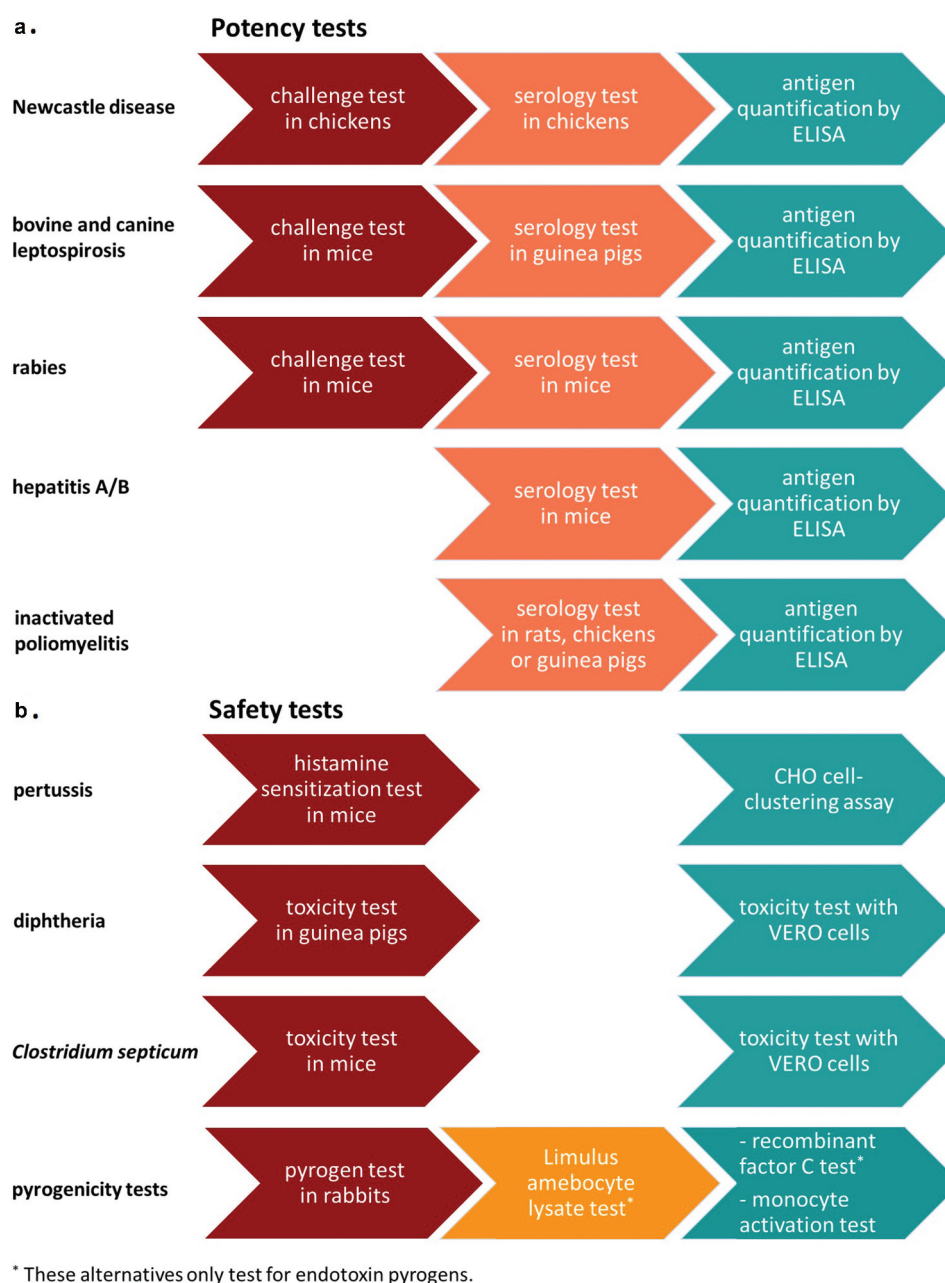 a.
Potency tests
Newcastle disease
challenge test
in chickens
serology test
in chickens
antigen
quantification by
ELISA
bovine and canine
leptospirosis
challenge test
in mice
serology test
in guinea pigs
antigen
quantification by
ELISA
rabies
challenge test
in mice
serology test
in mice
antigen
quantification by
ELISA
hepatitis A/B
serology test
in mice
antigen
quantification by
ELISA
inactivated
poliomyelitis
serology test
in rats, chickens
or guinea pigs
antigen
quantification by
ELISA
b.
Safety tests
pertussis
histamine
sensitization test
in mice
CHO cell-
clustering assay
diphtheria
toxicity test
in guinea pigs
toxicity test with
VERO cells
Clostridium septicum
toxicity test
in mice
toxicity test with
VERO cells
pyrogenicity tests
pyrogen test
in rabbits
Limulus
amebocyte
lysate test*
- recombinant
factor C test*
- monocyte
activation test
* These alternatives only test for endotoxin pyrogens.